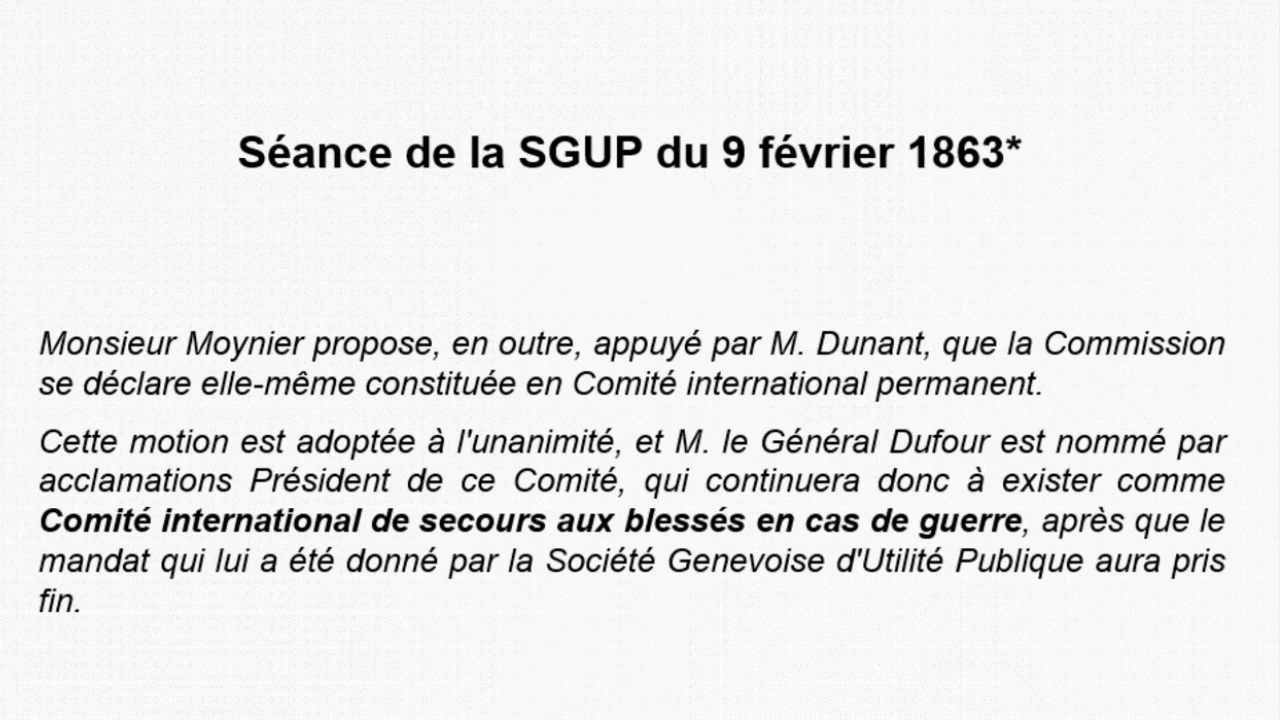 Séance de la SGUP du 9 février 1863*
Monsieur Moynier propose, en outre, appuyé par M. Dunant, que la Commission
se déclare elle-même constituée en Comité international permanent.
Cette motion est adoptée à l'unanimité, et M. le Général Dufour est nommé par
acclamations Président de ce Comité, qui continuera donc à exister comme
Comité international de secours aux blessés en cas de guerre, après que le
mandat qui lui a été donné par la Société Genevoise d'Utilité Publique aura pris
fin.